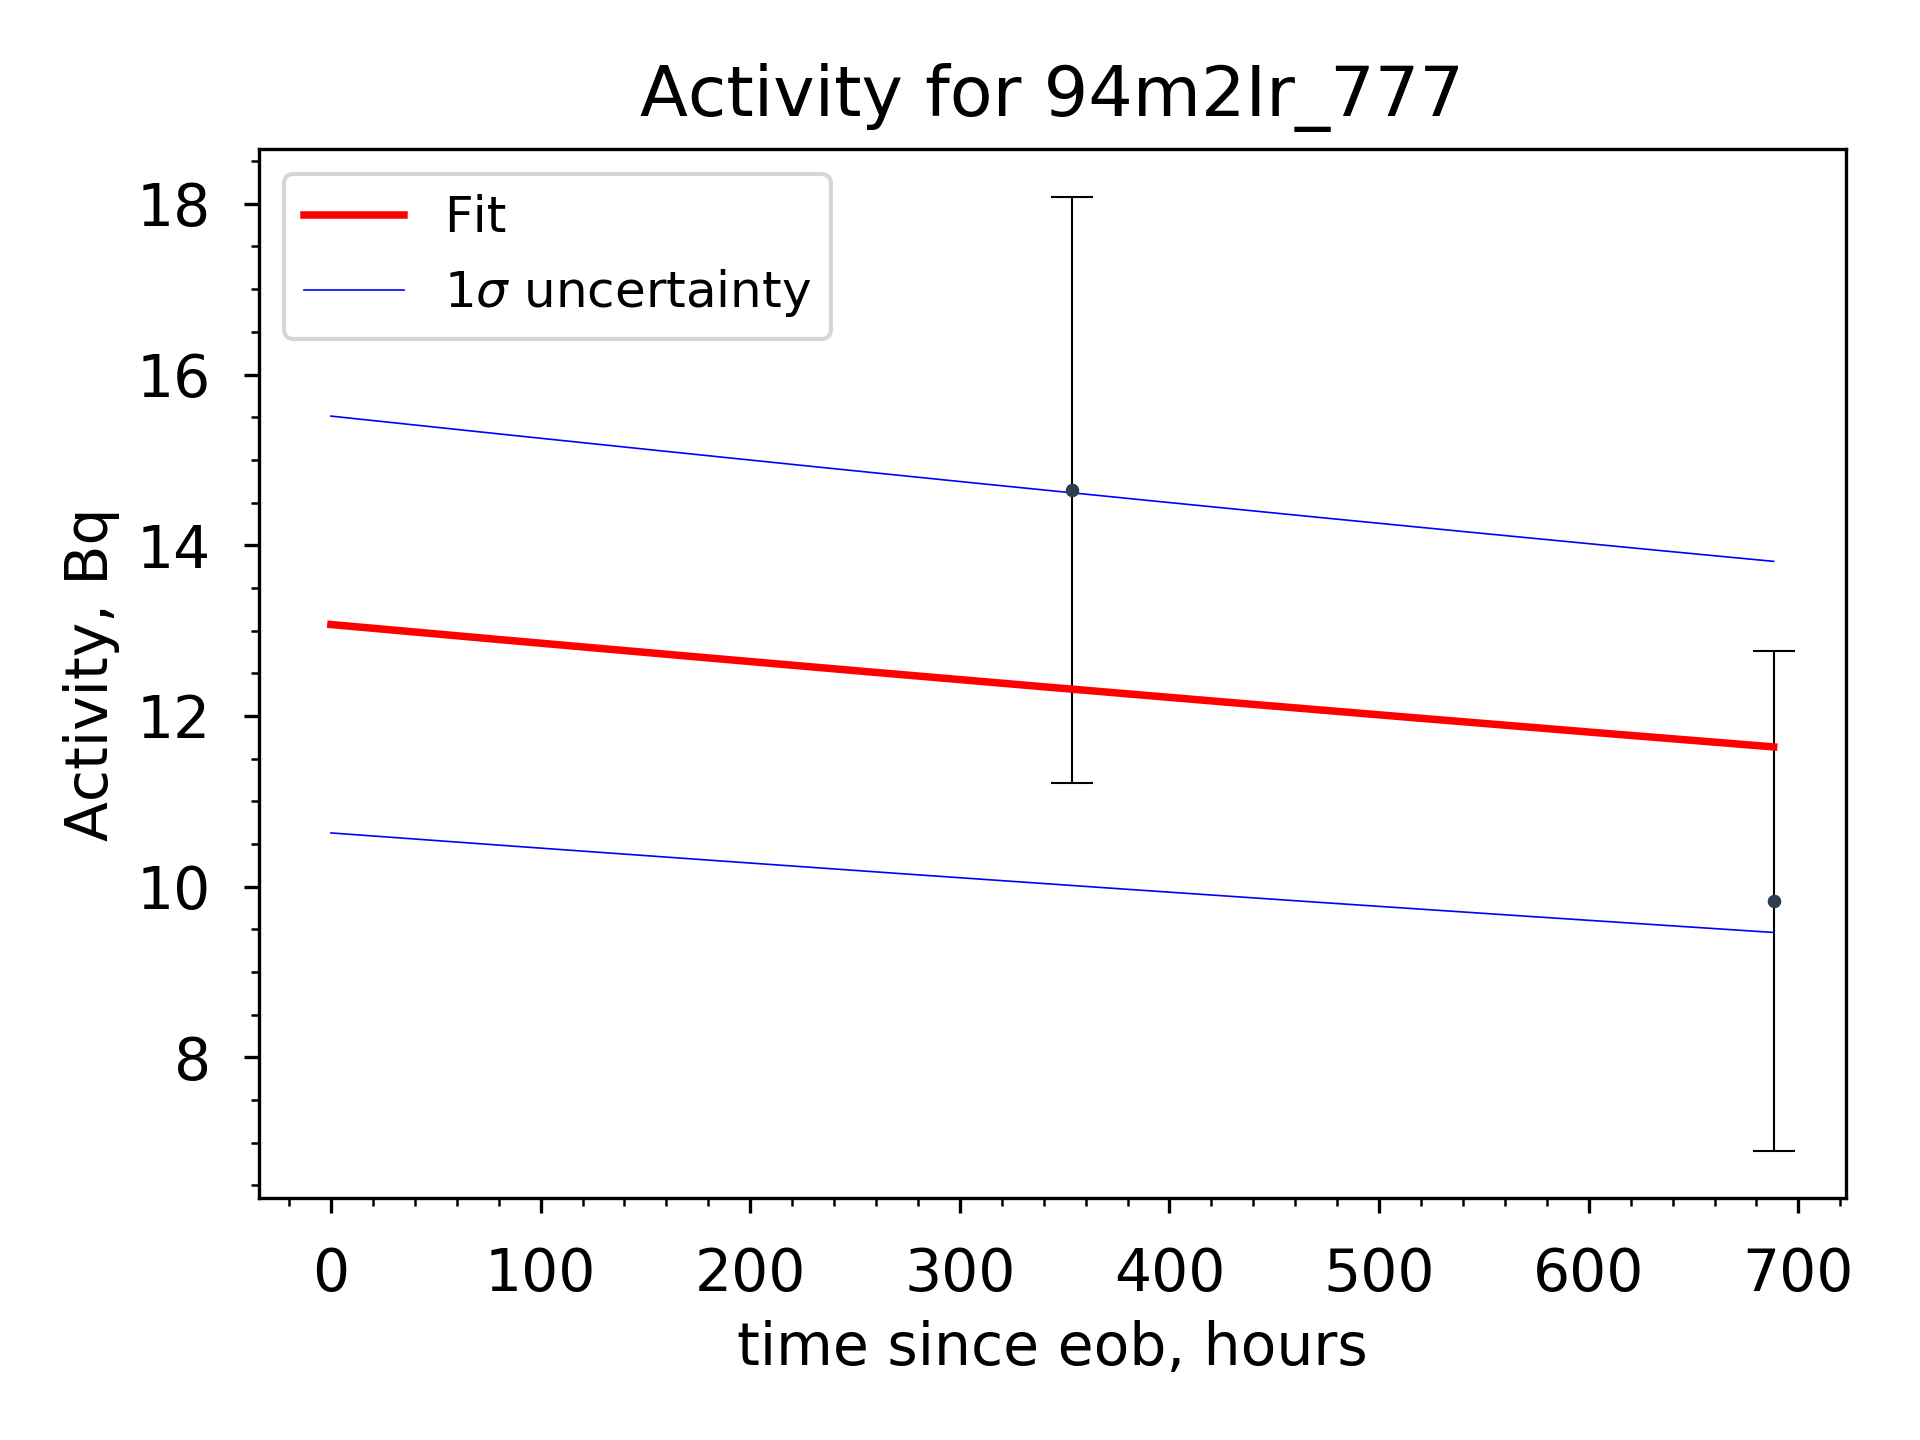 Activity for 94m2Ir_777
Fit
1σ uncertainty
18
16
14
12
10
8
Activity, Bq
0 100 200 300 400 500 600 700
time since eob, hours